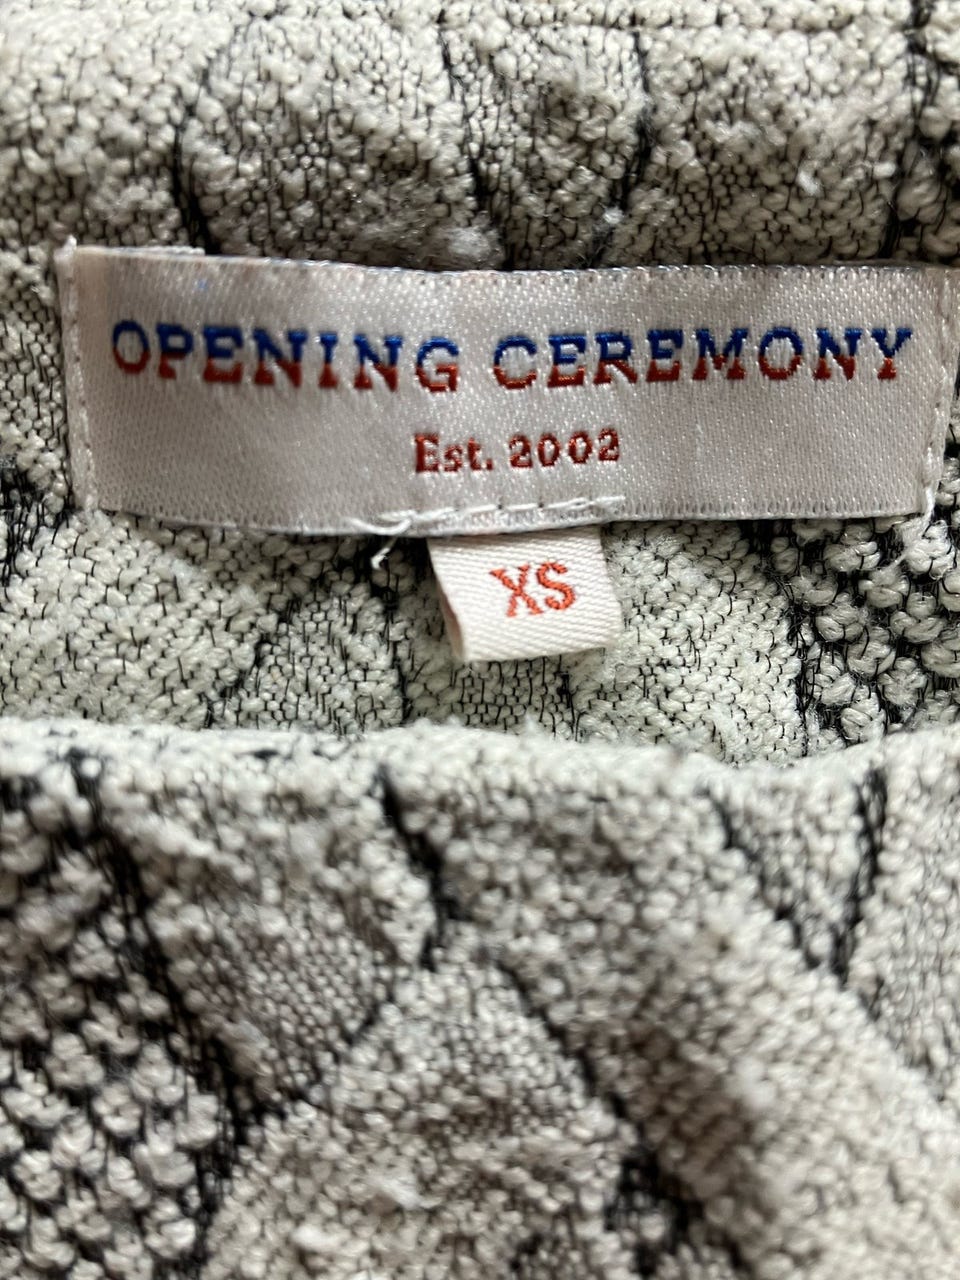 OPENING CEREMONY
Est. 2002
XS